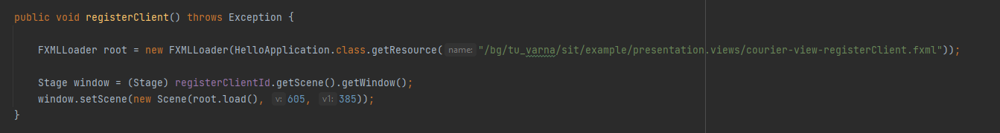 public void registerClient() throws Exception {
FXMLLoader root = new FXMLLoader(HelloApplication.class.getResource( name: "/bg/tu_varna/sit/example/presentation.views/courier-view-registerClient.fxml"));
Stage window = (Stage) registerClientId.getScene().getWindow();
window.setScene(new Scene(root.load(), v: 605, v1: 385));
}